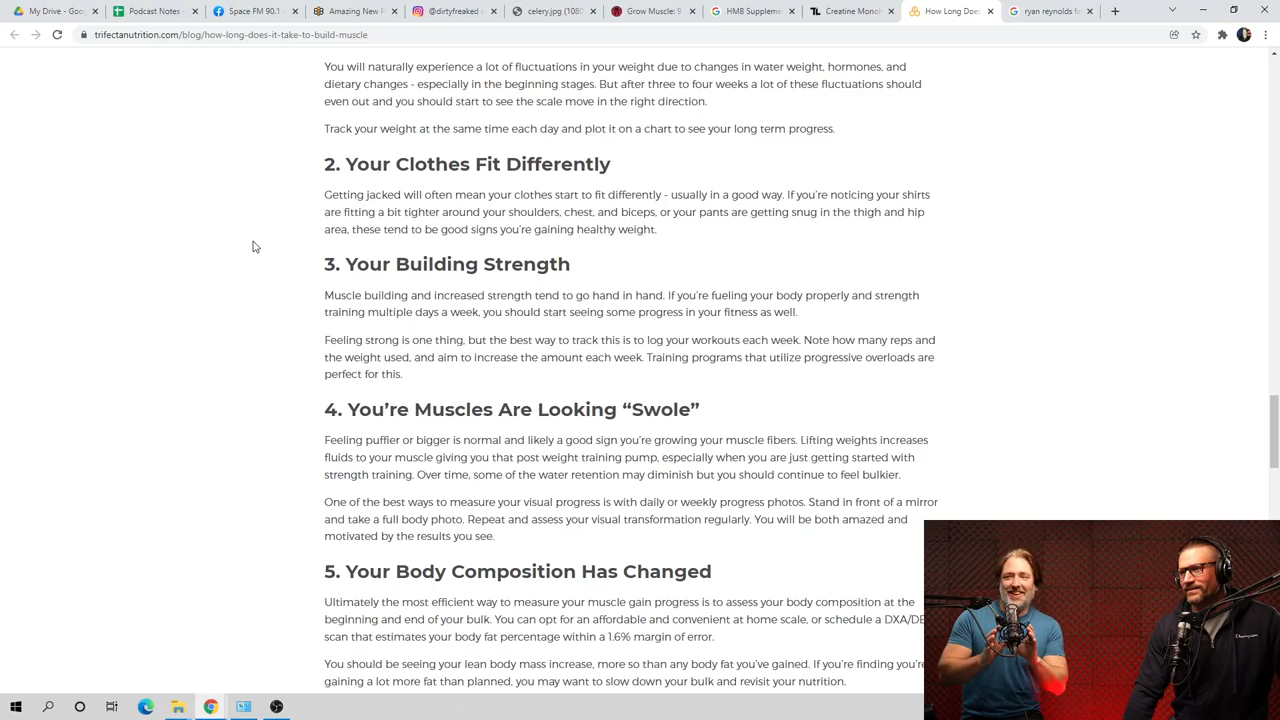 My Drive - Goog
Podcast Notes -
Space FM 90.1 -
Amazing New P
@dirtyfreaked o
celery.jpg (1080
Grow Muscle: 9
HMB Suppleme
Creatine Monoh
How Long Does
ryan reynolds fa
trifectanutrition.com/blog/how-long-does-it-take-to-build-muscle
You will naturally experience a lot of fluctuations in your weight due to changes in water weight, hormones, and
dietary changes - especially in the beginning stages. But after three to four weeks a lot of these fluctuations should
even out and you should start to see the scale move in the right direction.
Track your weight at the same time each day and plot it on a chart to see your long term progress.
2. Your Clothes Fit Differently
Getting jacked will often mean your clothes start to fit differently - usually in a good way. If you're noticing your shirts
are fitting a bit tighter around your shoulders, chest, and biceps, or your pants are getting snug in the thigh and hip
area, these tend to be good signs you're gaining healthy weight.
3. Your Building Strength
Muscle building and increased strength tend to go hand in hand. If you're fueling your body properly and strength
training multiple days a week, you should start seeing some progress in your fitness as well.
Feeling strong is one thing, but the best way to track this is to log your workouts each week. Note how many reps and
the weight used, and aim to increase the amount each week. Training programs that utilize progressive overloads are
perfect for this.
4. You're Muscles Are Looking “Swole”
Feeling puffier or bigger is normal and likely a good sign you're growing your muscle fibers. Lifting weights increases
fluids to your muscle giving you that post weight training pump, especially when you are just getting started with
strength training. Over time, some of the water retention may diminish but you should continue to feel bulkier.
One of the best ways to measure your visual progress is with daily or weekly progress photos. Stand in front of a mirror
and take a full body photo. Repeat and assess your visual transformation regularly. You will be both amazed and
motivated by the results you see.
5. Your Body Composition Has Changed
Ultimately the most efficient way to measure your muscle gain progress is to assess your body composition at the
beginning and end of your bulk. You can opt for an affordable and convenient at home scale, or schedule a DXA/DE
scan that estimates your body fat percentage within a 1.6% margin of error.
You should be seeing your lean body mass increase, more so than any body fat you've gained. If you're finding you're
gaining a lot more fat than planned, you may want to slow down your bulk and revisit your nutrition.
Champion